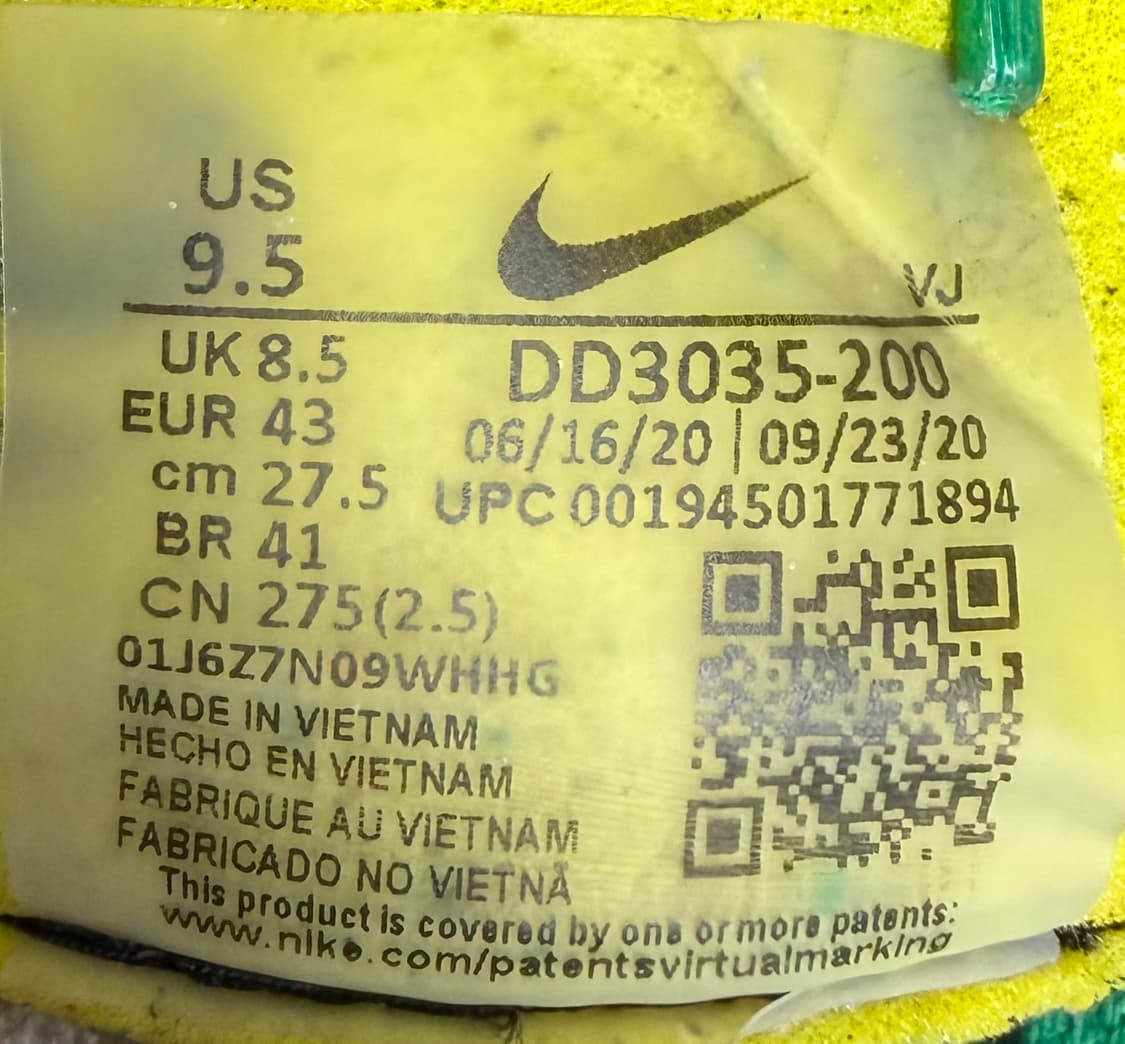 US
9.5
VJ
UK 8.5
EUR 43
cm 27.5
BR 41
CN 275(2.5)
DD3035-200
06/16/20 | 09/23/20
UPC 001945017 71894
01J6Z7N09WHHG
MADE IN VIETNAM
HECHO EN VIETNAM
FABRIQUE AU VIETNAM
FABRICADO NO VIETNÃ
This product is covered by one or more patents:
www.nike.com/patentsvirtualmarking